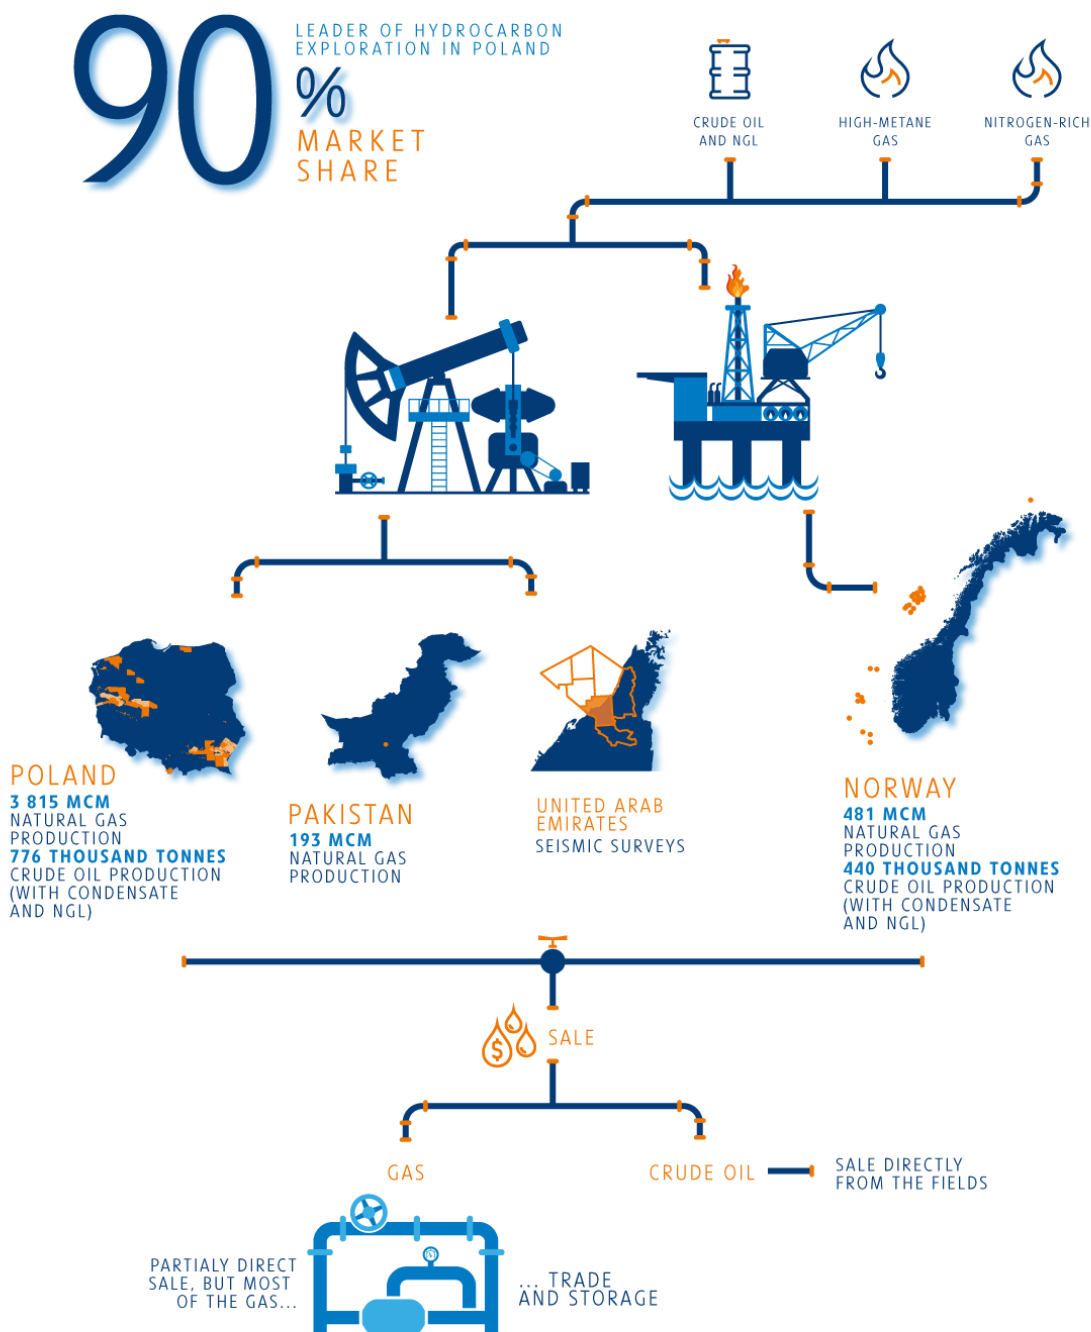 90
LEADER OF HYDROCARBON
EXPLORATION IN POLAND
%
MARKET
SHARE
CRUDE OIL
AND NGL
HIGH-METANE
GAS
NITROGEN-RICH
GAS
POLAND
3 815 MCM
NATURAL GAS
PRODUCTION
776 THOUSAND TONNES
CRUDE OIL PRODUCTION
(WITH CONDENSATE
AND NGL)
PAKISTAN
193 MCM
NATURAL GAS
PRODUCTION
UNITED ARAB
EMIRATES
SEISMIC SURVEYS
NORWAY
481 MCM
NATURAL GAS
PRODUCTION
440 THOUSAND TONNES
CRUDE OIL PRODUCTION
(WITH CONDENSATE
AND NGL)
$
SALE
GAS
CRUDE OIL
SALE DIRECTLY
FROM THE FIELDS
PARTIALY DIRECT
SALE, BUT MOST
OF THE GAS...
... TRADE
AND STORAGE